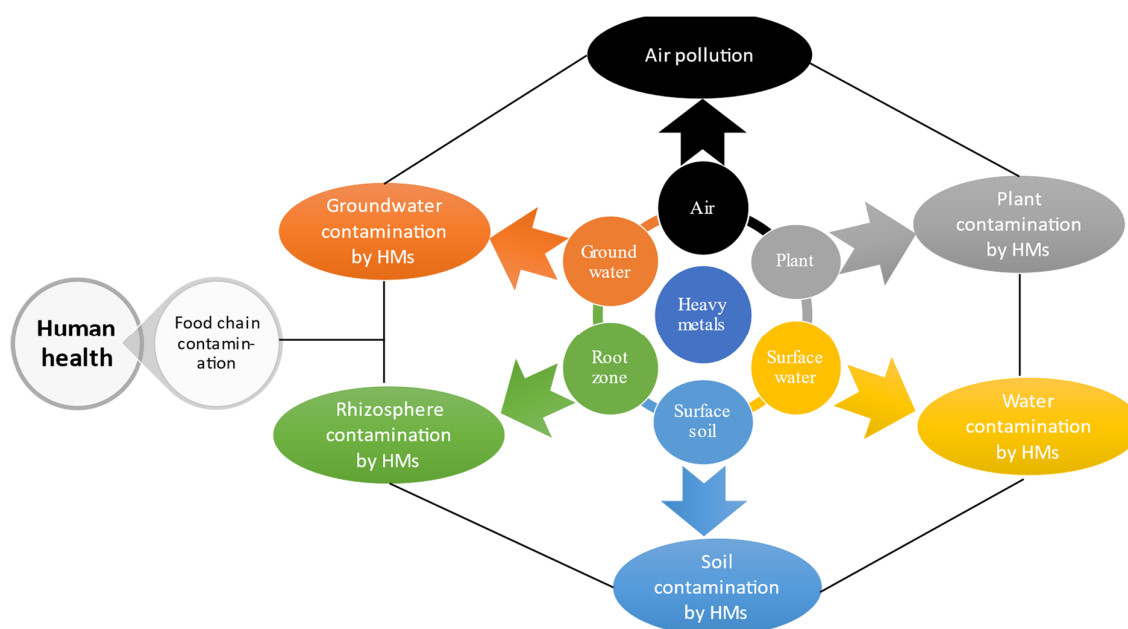 Air pollution
Groundwater
contamination
by HMs
Air
Plant
contamination
by HMs
Ground
water
Plant
Heavy
metals
Human
health
Food chain
contamin-
ation
Root
zone
Surface
water
Rhizosphere
contamination
by HMs
Surface
soil
Water
contamination
by HMs
Soil
contamination
by HMs